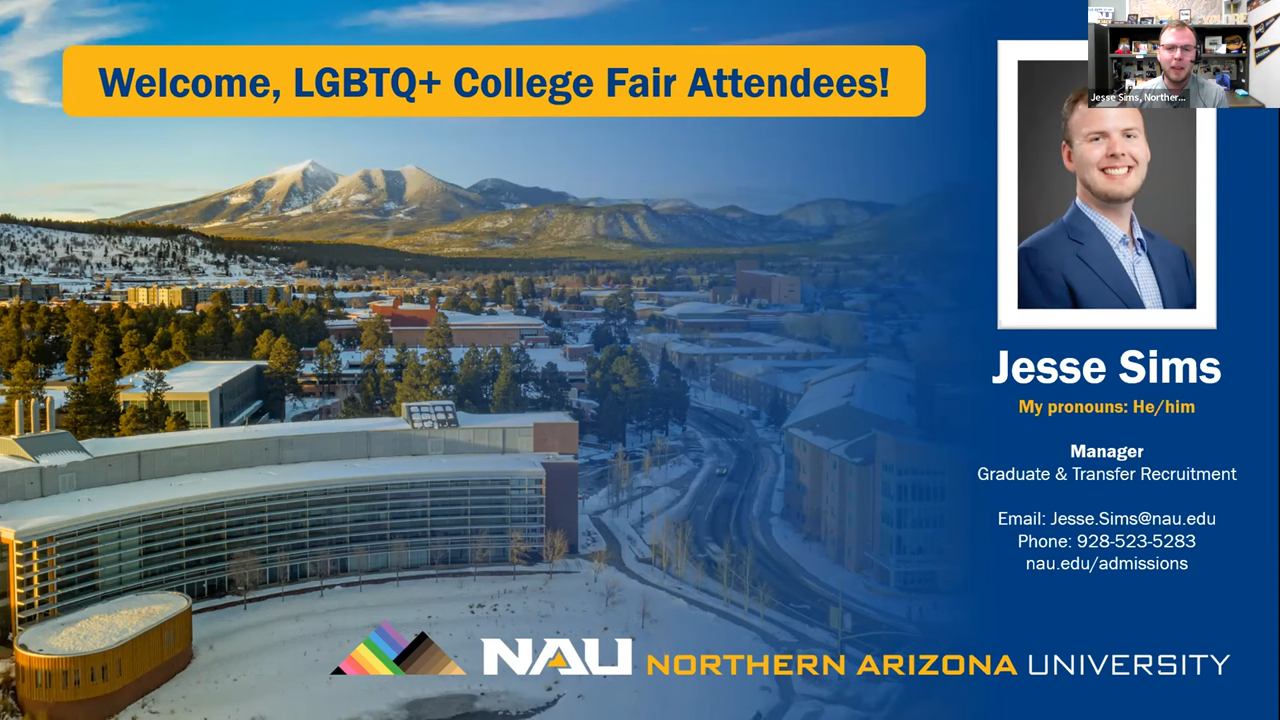 Welcome, LGBTQ+ College Fair Attendees!
Jesse Sims, Norther...
Jesse Sims
My pronouns: He/him
Manager
Graduate & Transfer Recruitment
Email: Jesse.Sims@nau.edu
Phone: 928-523-5283
nau.edu/admissions
NAU NORTHERN ARIZONA UNIVERSITY